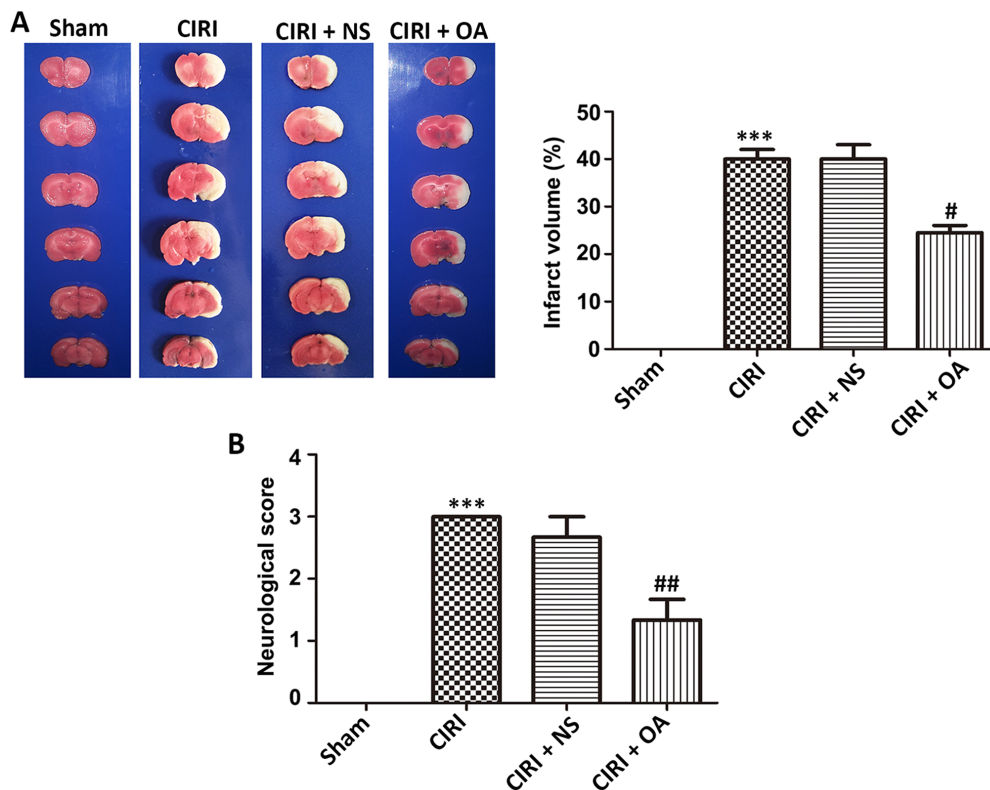 A
Sham
CIRI
CIRI + NS
CIRI + OA
Infarct volume (%)
50
40
30
20
10
0
***
#
Sham
CIRI
CIRI + NS
CIRI + OA
B
Neurological score
4
3
2
1
0
***
##
Sham
CIRI
CIRI + NS
CIRI + OA